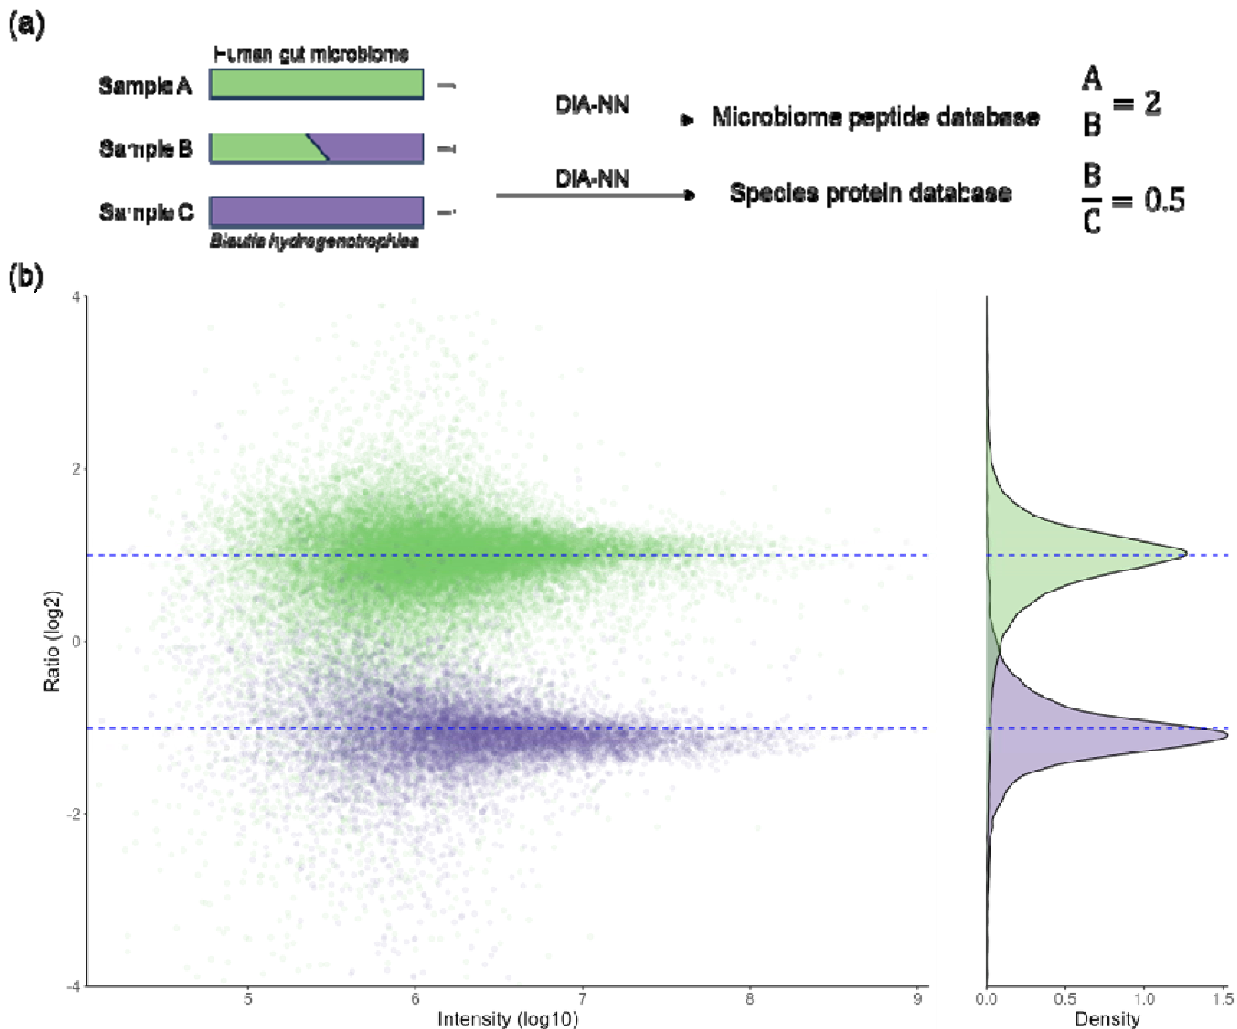 (a)
Human gut microbiome
Sample A
Sample B
Sample C
Blautia hydrogenotrophica
DIA-NN
Microbiome peptide database
A
B
= 2
DIA-NN
Species protein database
B
C
= 0.5
(b)
4
2
0
-2
-4
Ratio (log2)
5 6 7 8 9
Intensity (log10)
0.0 0.5 1.0 1.5
Density